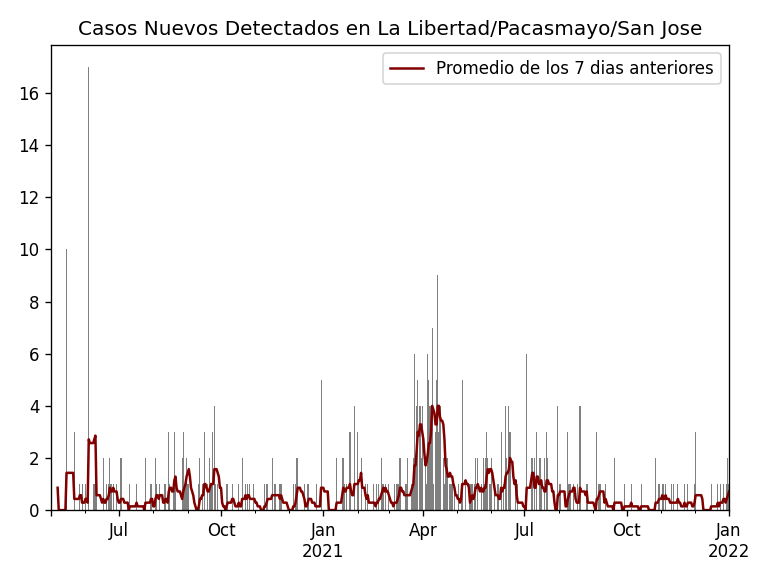 Casos Nuevos Detectados en La Libertad/Pacasmayo/San Jose
Promedio de los 7 dias anteriores
16
14
12
10
8
6
4
2
0
Jul
Oct
Jan
2021
Apr
Jul
Oct
Jan
2022